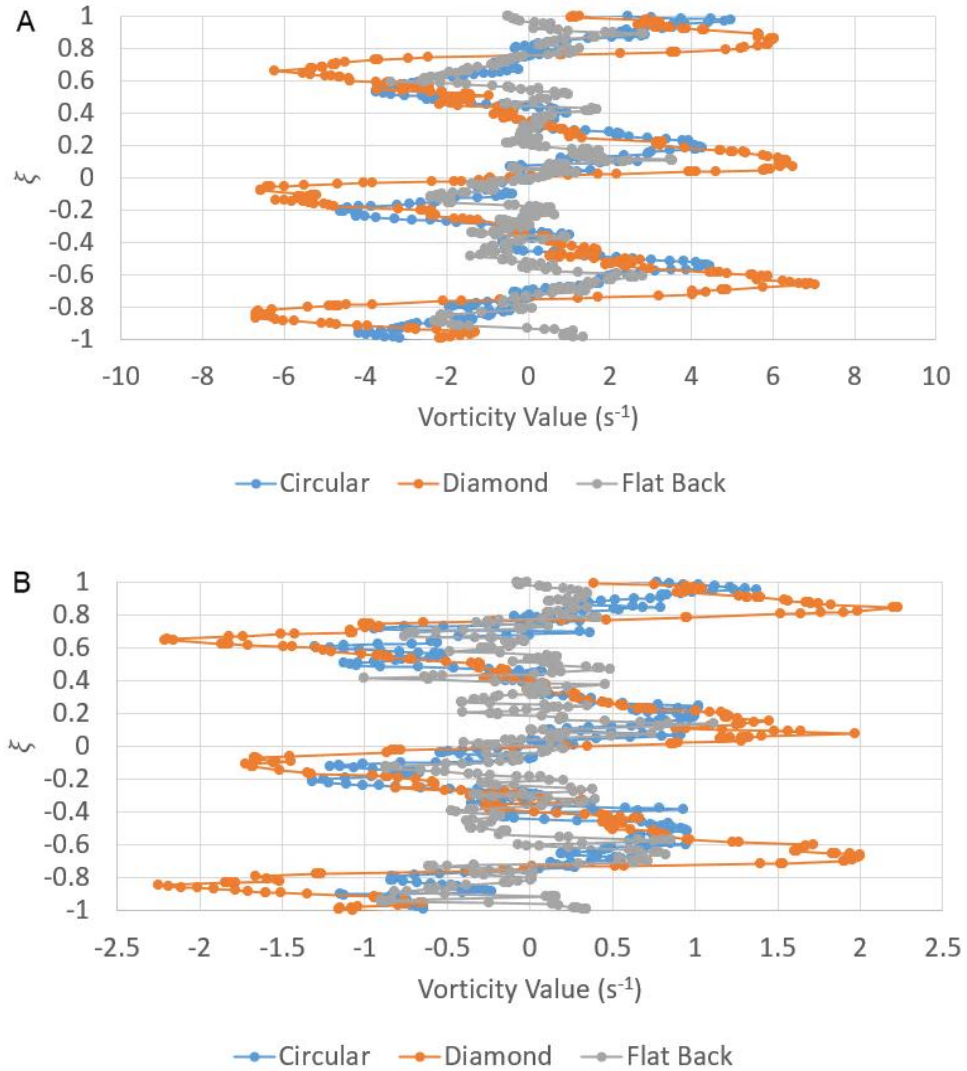 A
1
0.8
0.6
0.4
0.2
0
-0.2
-0.4
-0.6
-0.8
-1
ξ
-10 -8 -6 -4 -2 0 2 4 6 8 10
Vorticity Value (s⁻¹)
Circular Diamond Flat Back
B
1
0.8
0.6
0.4
0.2
0
-0.2
-0.4
-0.6
-0.8
-1
ξ
-2.5 -2 -1.5 -1 -0.5 0 0.5 1 1.5 2 2.5
Vorticity Value (s⁻¹)
Circular Diamond Flat Back